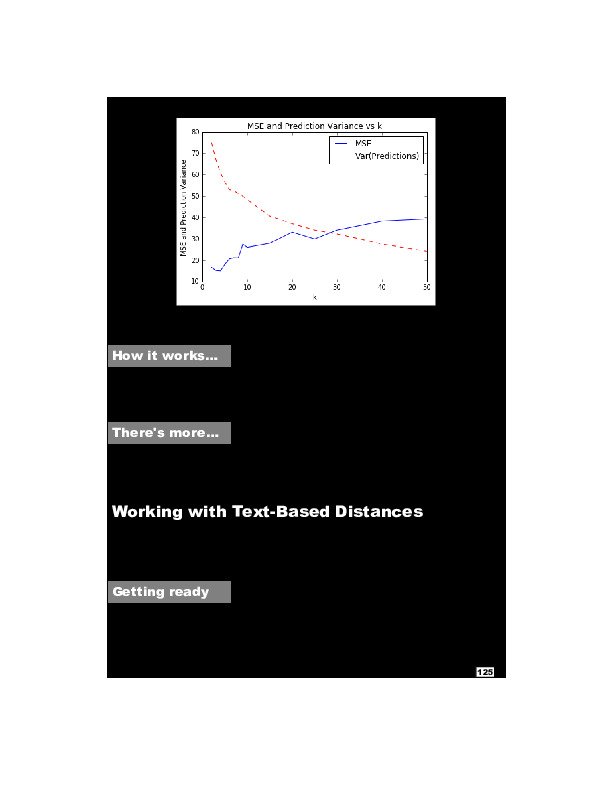 MSE and Prediction Variance vs k
MSE
Var(Predictions)
MSE and Prediction Variance
80
70
60
50
40
30
20
10
0 10 20 30 40 50
k
How it works...
There's more...
Working with Text-Based Distances
Getting ready
125